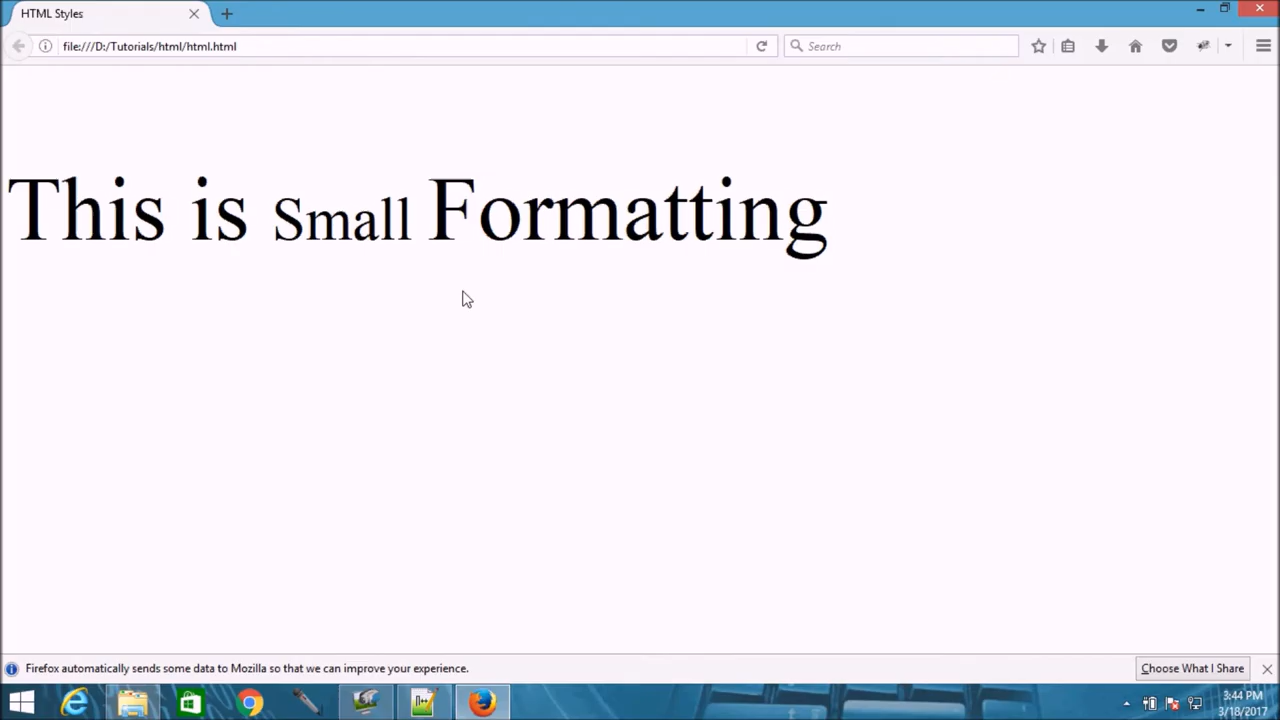 HTML Styles
file:///D:/Tutorials/html/html.html
Search
This is Small Formatting
Firefox automatically sends some data to Mozilla so that we can improve your experience.
Choose What I Share
3:44 PM
3/18/2017